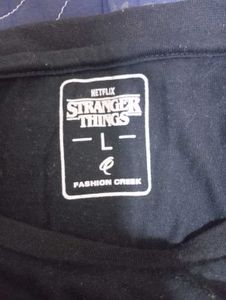 NETFLIX
STRANGER
THINGS
L
FASHION CREEK